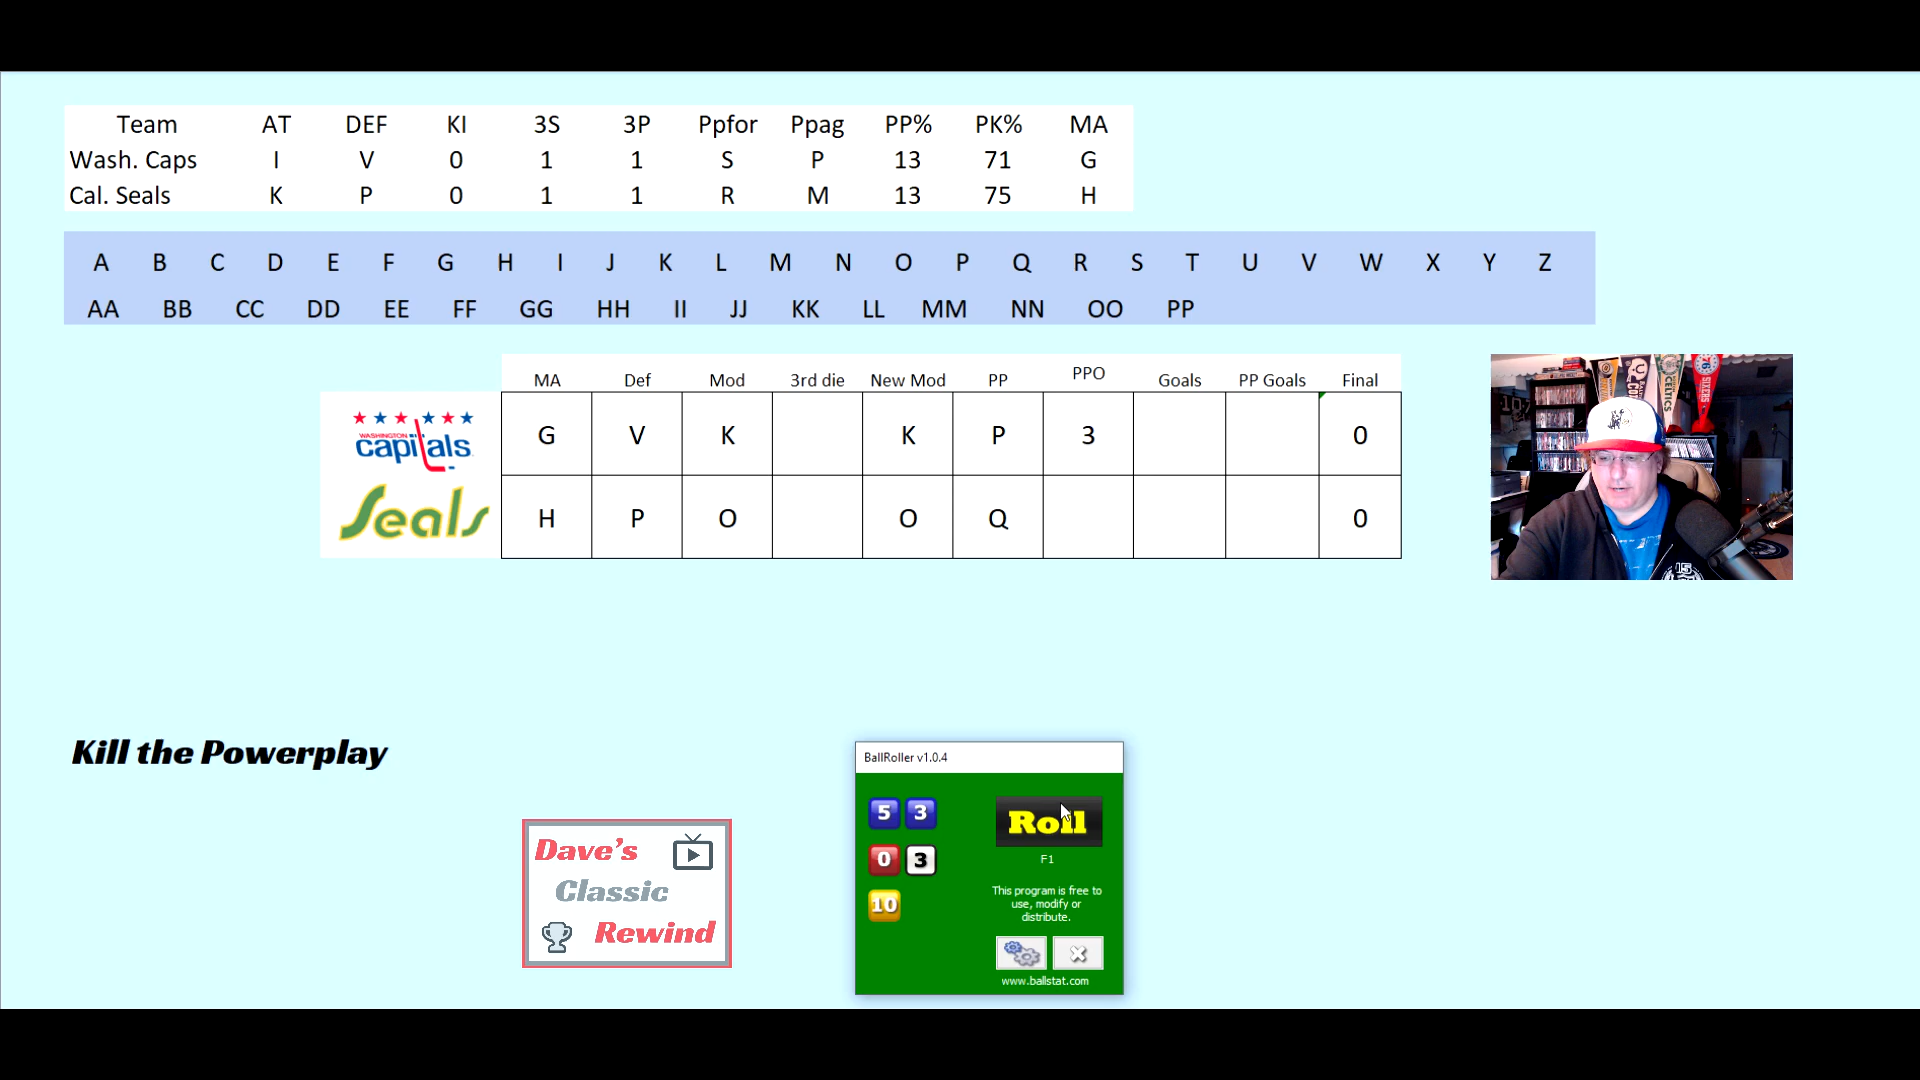 Team AT DEF KI 3S 3P Ppfor Ppag PP% PK% MA
Wash. Caps I V 0 1 1 S P 13 71 G
Cal. Seals K P 0 1 1 R M 13 75 H
A B C D E F G H I J K L M N O P Q R S T U V W X Y Z
AA BB CC DD EE FF GG HH II JJ KK LL MM NN OO PP
MA Def Mod 3rd die New Mod PP PPO Goals PP Goals Final
WASHINGTON
capitals G V K K P 3 0
Seals H P O O Q 0
CELTICS
76
SIXERS
Kill the Powerplay
Dave's
Classic
Rewind
BallRoller v1.0.4
5 3
0 3
10
Roll
F1
This program is free to
use, modify or
distribute.
www.ballstat.com